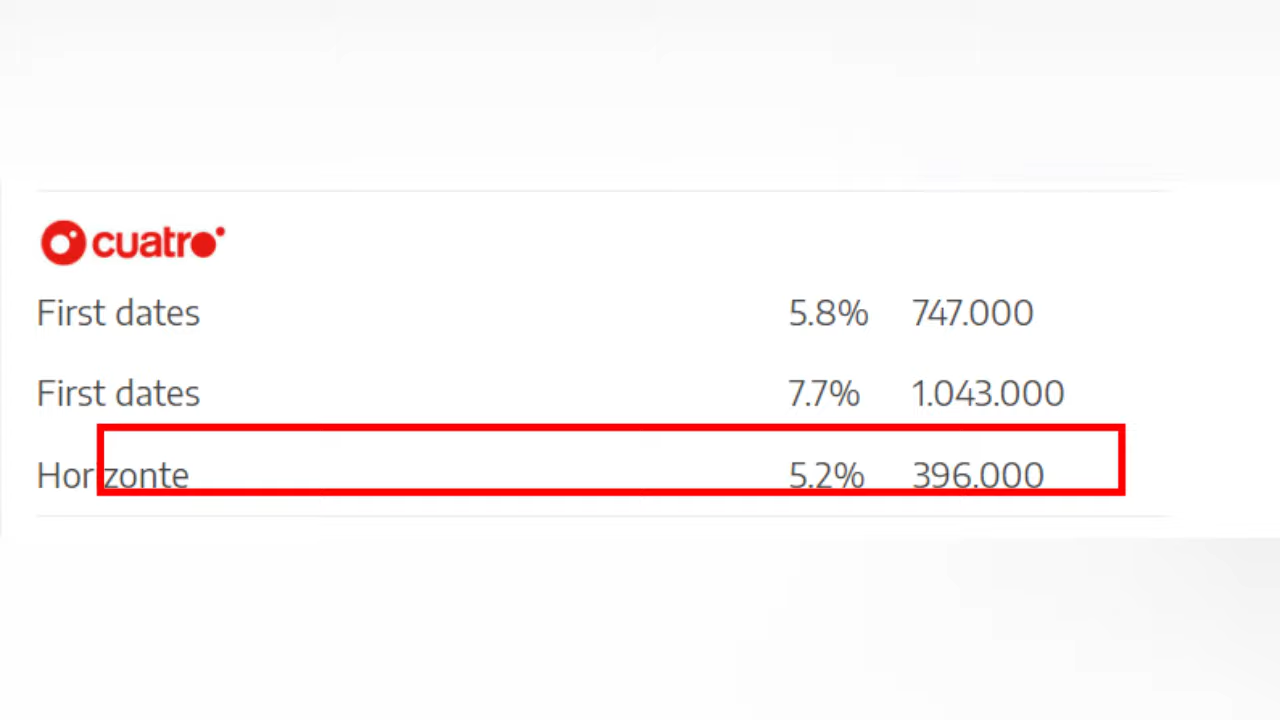 cuatro
First dates 5.8% 747.000
First dates 7.7% 1.043.000
Horizonte 5.2% 396.000